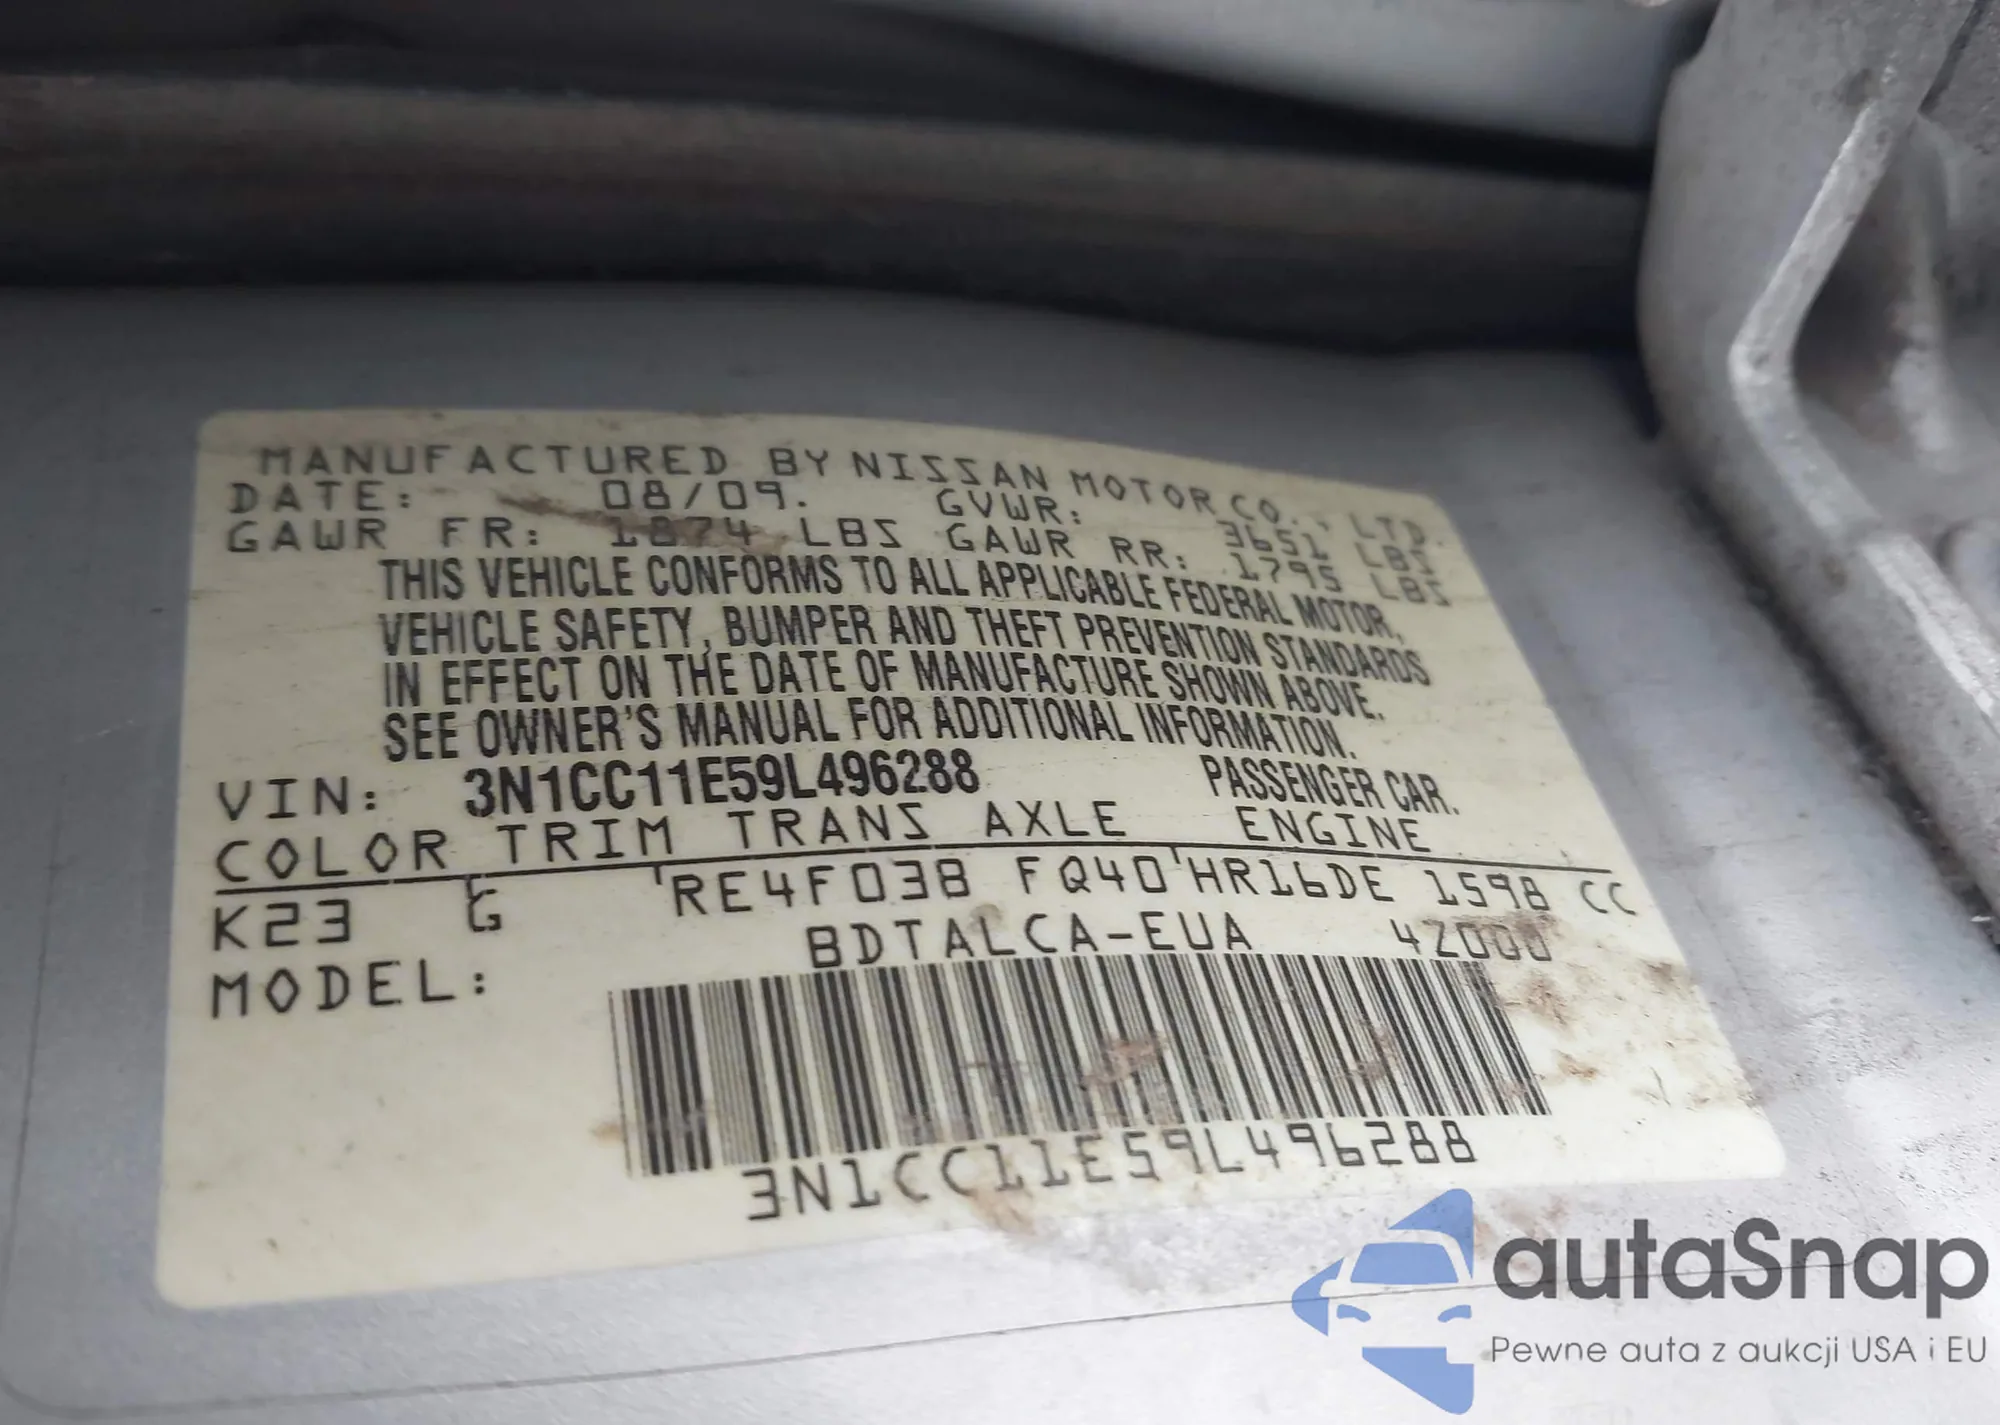 MANUFACTURED BY NISSAN MOTOR CO., LTD.
DATE: 08/09. GVWR: 3651 LBS
GAWR FR: 1874 LBS GAWR RR: 1795 LBS
THIS VEHICLE CONFORMS TO ALL APPLICABLE FEDERAL MOTOR,
VEHICLE SAFETY, BUMPER AND THEFT PREVENTION STANDARDS
IN EFFECT ON THE DATE OF MANUFACTURE SHOWN ABOVE.
SEE OWNER'S MANUAL FOR ADDITIONAL INFORMATION.
VIN: 3N1CC11E59L496288 PASSENGER CAR.
COLOR TRIM TRANS AXLE ENGINE
K23 G RE4F03B FQ40 HR16DE 1598 CC
MODEL: BDTALCA-EUA 4Z000
3N1CC11E59L496288
autaSnap
Pewne auta z aukcji USA i EU